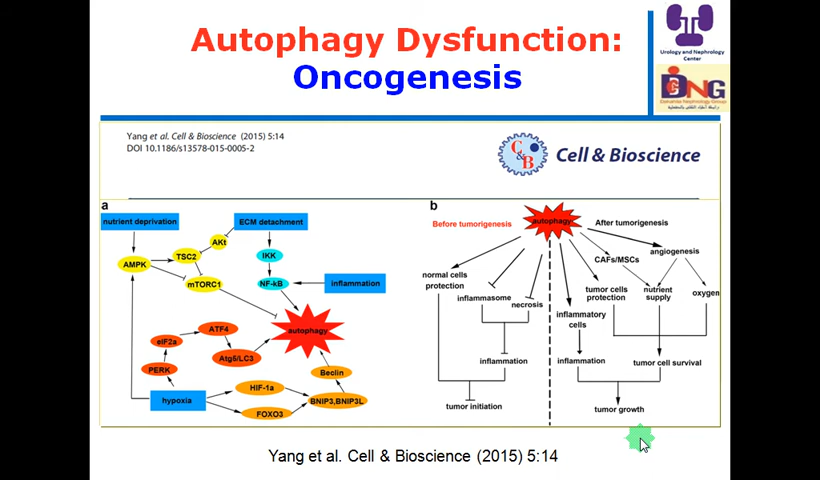 Autophagy Dysfunction:
Oncogenesis
Urology and Nephrology
Center
Yang et al. Cell & Bioscience (2015) 5:14
DOI 10.1186/s13578-015-0005-2
C&B
Cell & Bioscience
a
nutrient deprivation
ECM detachment
AKt
TSC2
IKK
AMPK
mTORC1
NF-kB
inflammation
ATF4
autophagy
eIF2a
Atg5/LC3
PERK
Beclin
HIF-1a
hypoxia
BNIP3,BNIP3L
FOXO3
b
Before tumorigenesis
autophagy
After tumorigenesis
CAFs/MSCs
angiogenesis
normal cells
protection
inflammasome
necrosis
tumor cells
protection
nutrient
supply
oxygen
inflammatory
cells
inflammation
inflammation
tumor cell survival
tumor initiation
tumor growth
Yang et al. Cell & Bioscience (2015) 5:14